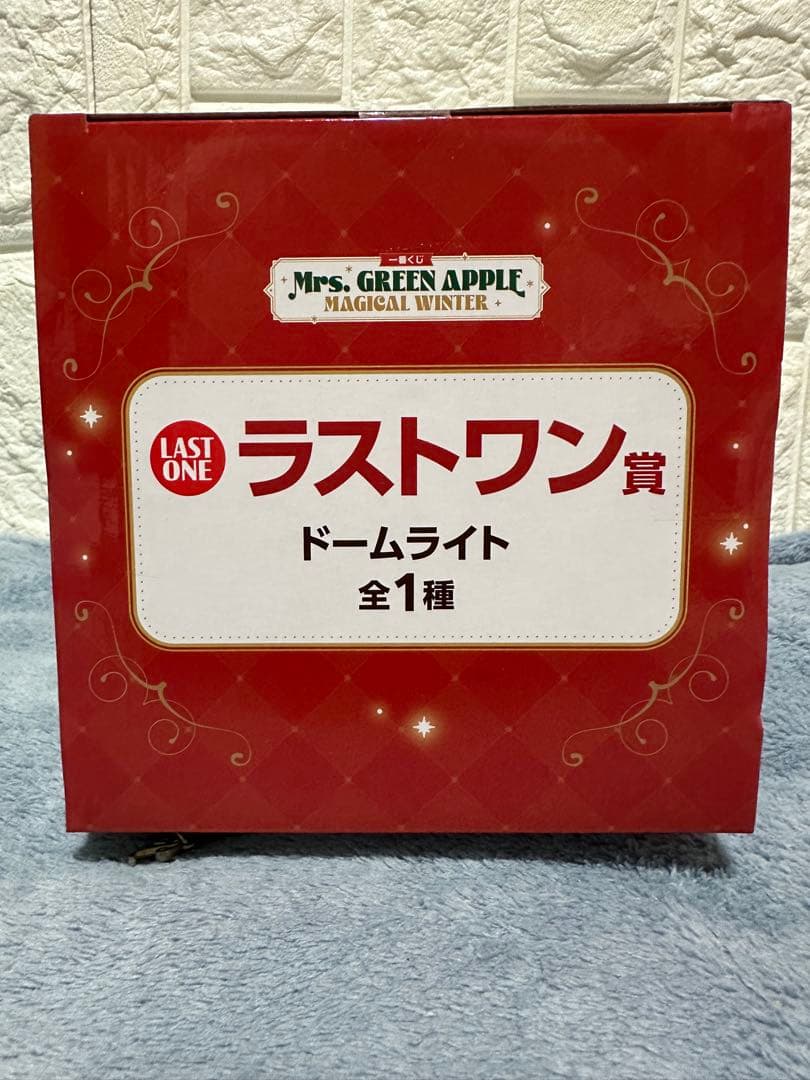 一番くじ
Mrs. GREEN APPLE
MAGICAL WINTER
LAST
ONE
ラストワン賞
ドームライト
全1種